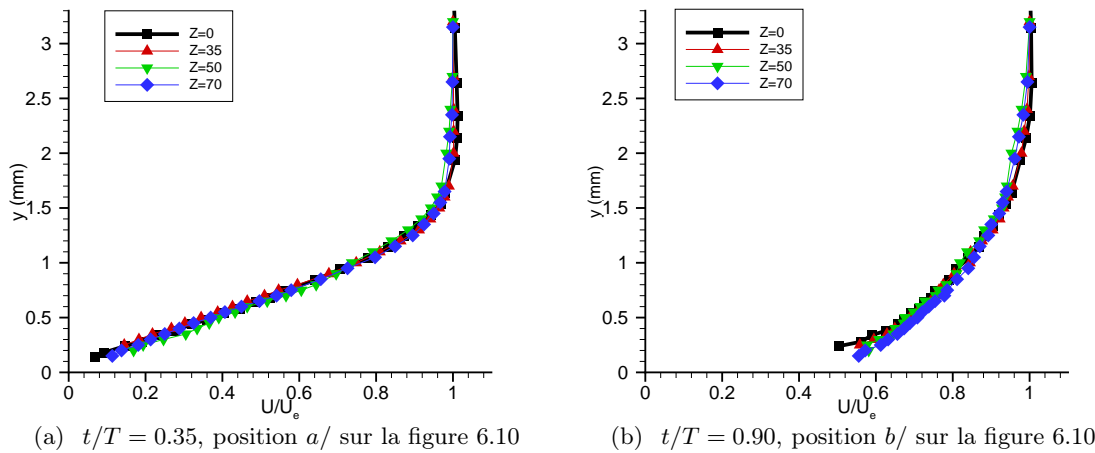 y (mm)
3
2.5
2
1.5
1
0.5
0
0 0.2 0.4 0.6 0.8 1
U/U_e
Z=0
Z=35
Z=50
Z=70
(a) t/T = 0.35, position a/ sur la figure 6.10
y (mm)
3
2.5
2
1.5
1
0.5
0
0 0.2 0.4 0.6 0.8 1
U/U_e
Z=0
Z=35
Z=50
Z=70
(b) t/T = 0.90, position b/ sur la figure 6.10